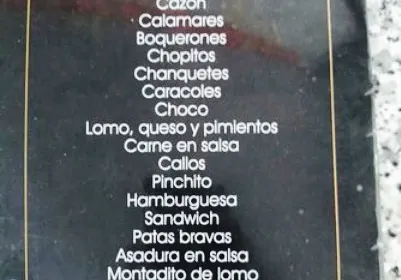 Cazón
Calamares
Boquerones
Chopitos
Chanquetes
Caracoles
Choco
Lomo, queso y pimientos
Carne en salsa
Callos
Pinchito
Hamburguesa
Sandwich
Patas bravas
Asadura en salsa
Montadito de lomo